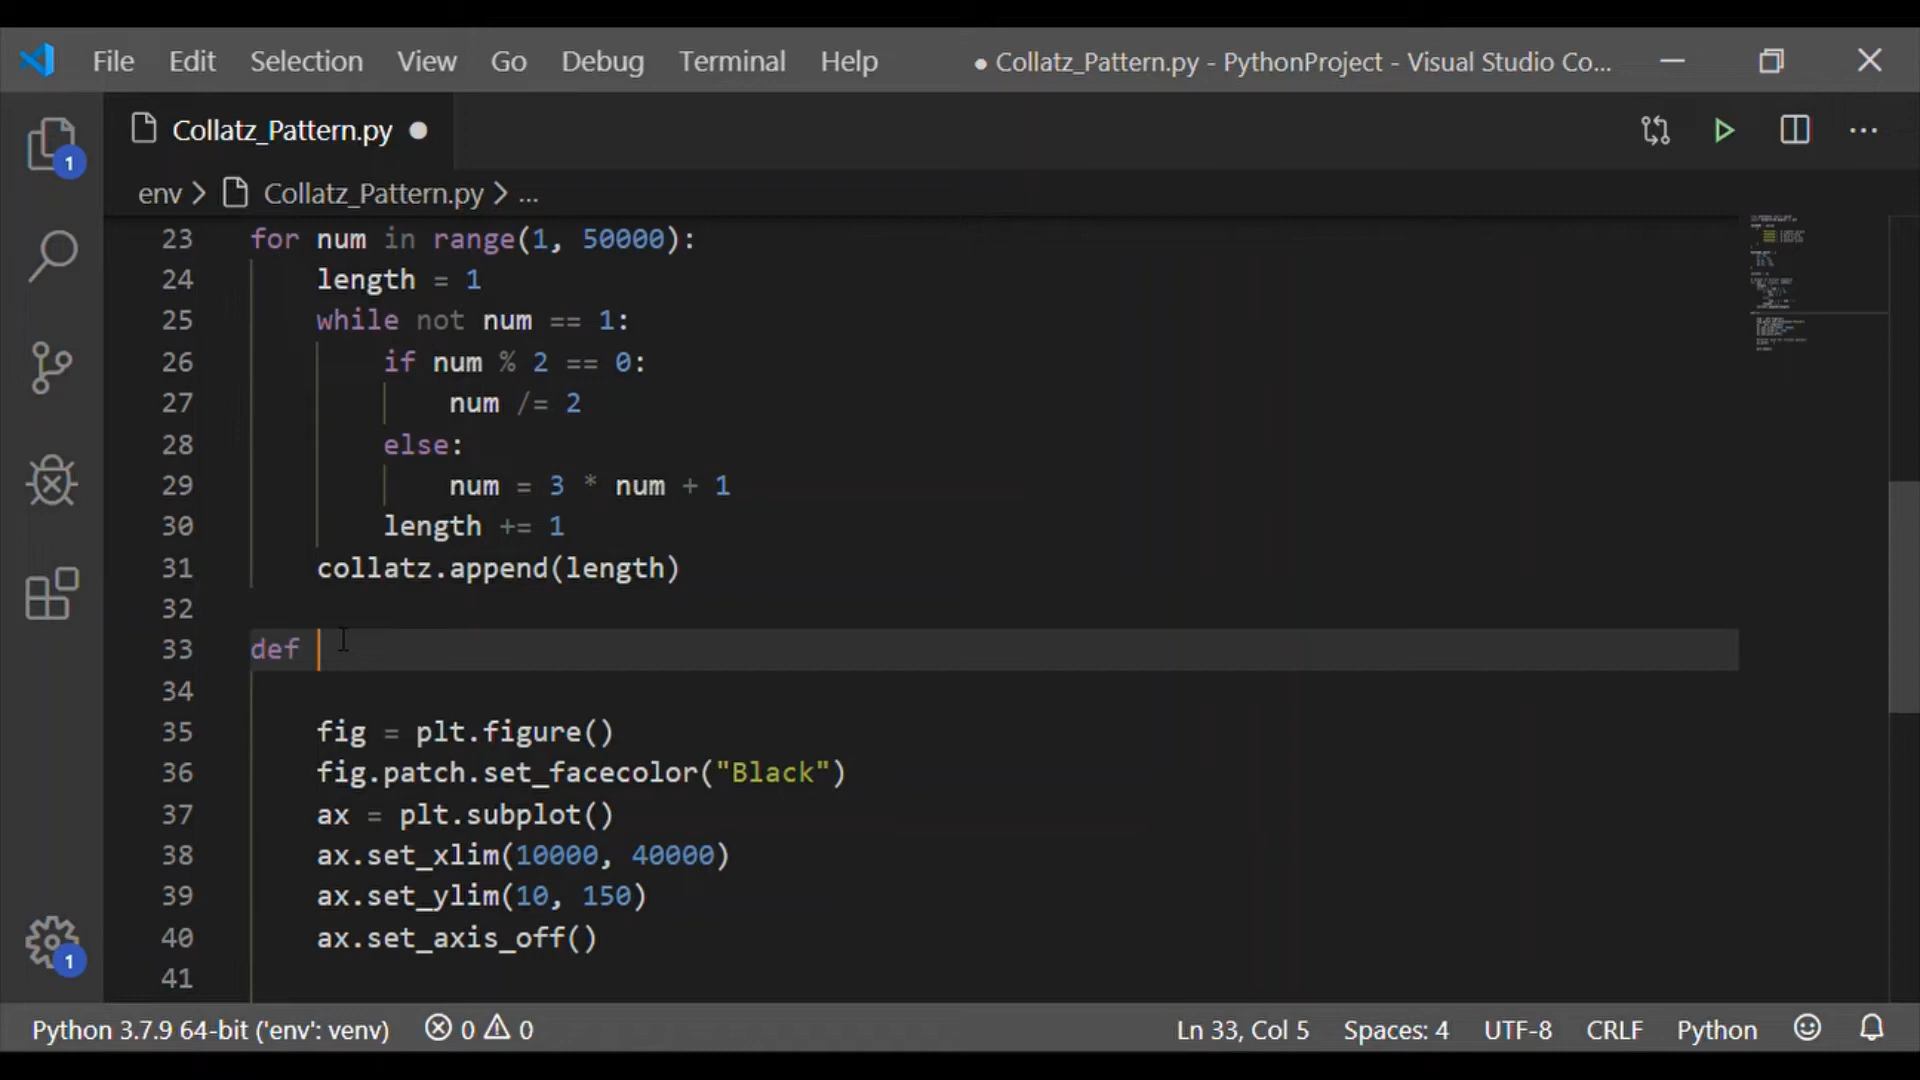 File Edit Selection View Go Debug Terminal Help ● Collatz_Pattern.py - PythonProject - Visual Studio Co...
Collatz_Pattern.py ●
env > Collatz_Pattern.py > ...
23 for num in range(1, 50000):
24 length = 1
25 while not num == 1:
26 if num % 2 == 0:
27 num /= 2
28 else:
29 num = 3 * num + 1
30 length += 1
31 collatz.append(length)
32
33 def
34
35 fig = plt.figure()
36 fig.patch.set_facecolor("Black")
37 ax = plt.subplot()
38 ax.set_xlim(10000, 40000)
39 ax.set_ylim(10, 150)
40 ax.set_axis_off()
41
1
1
Python 3.7.9 64-bit ('env': venv) 0 0 Ln 33, Col 5 Spaces: 4 UTF-8 CRLF Python